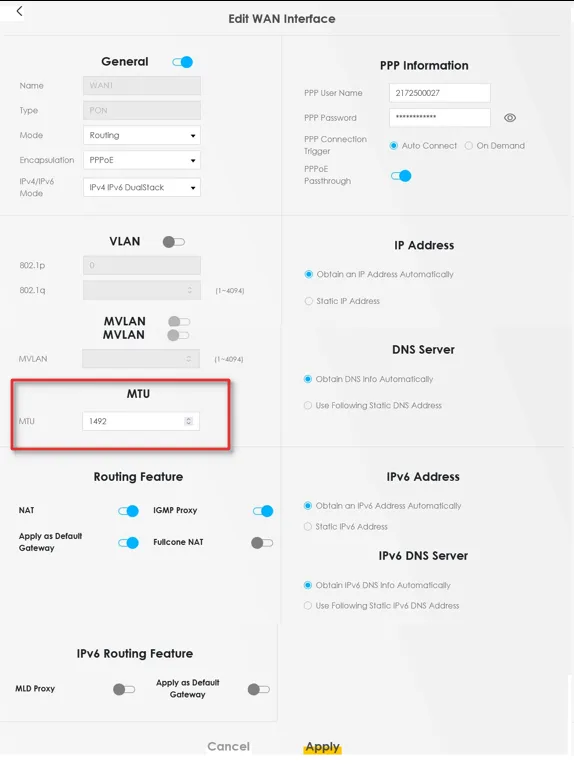 Edit WAN Interface
General
Name
WAN1
Type
PON
Mode
Routing
Encapsulation
PPPoE
IPv4/IPv6
Mode
IPv4 IPv6 DualStack
PPP Information
PPP User Name
2172500027
PPP Password
************
PPP Connection
Trigger
Auto Connect
On Demand
PPPoE
Passthrough
VLAN
802.1p
0
802.1q
(1~4094)
MVLAN
MVLAN
MVLAN
(1~4094)
IP Address
Obtain an IP Address Automatically
Static IP Address
DNS Server
Obtain DNS Info Automatically
Use Following Static DNS Address
MTU
MTU
1492
Routing Feature
NAT
IGMP Proxy
Apply as Default
Gateway
Fullcone NAT
IPv6 Address
Obtain an IPv6 Address Automatically
Static IPv6 Address
IPv6 DNS Server
Obtain IPv6 DNS Info Automatically
Use Following Static IPv6 DNS Address
IPv6 Routing Feature
MLD Proxy
Apply as Default
Gateway
Cancel
Apply